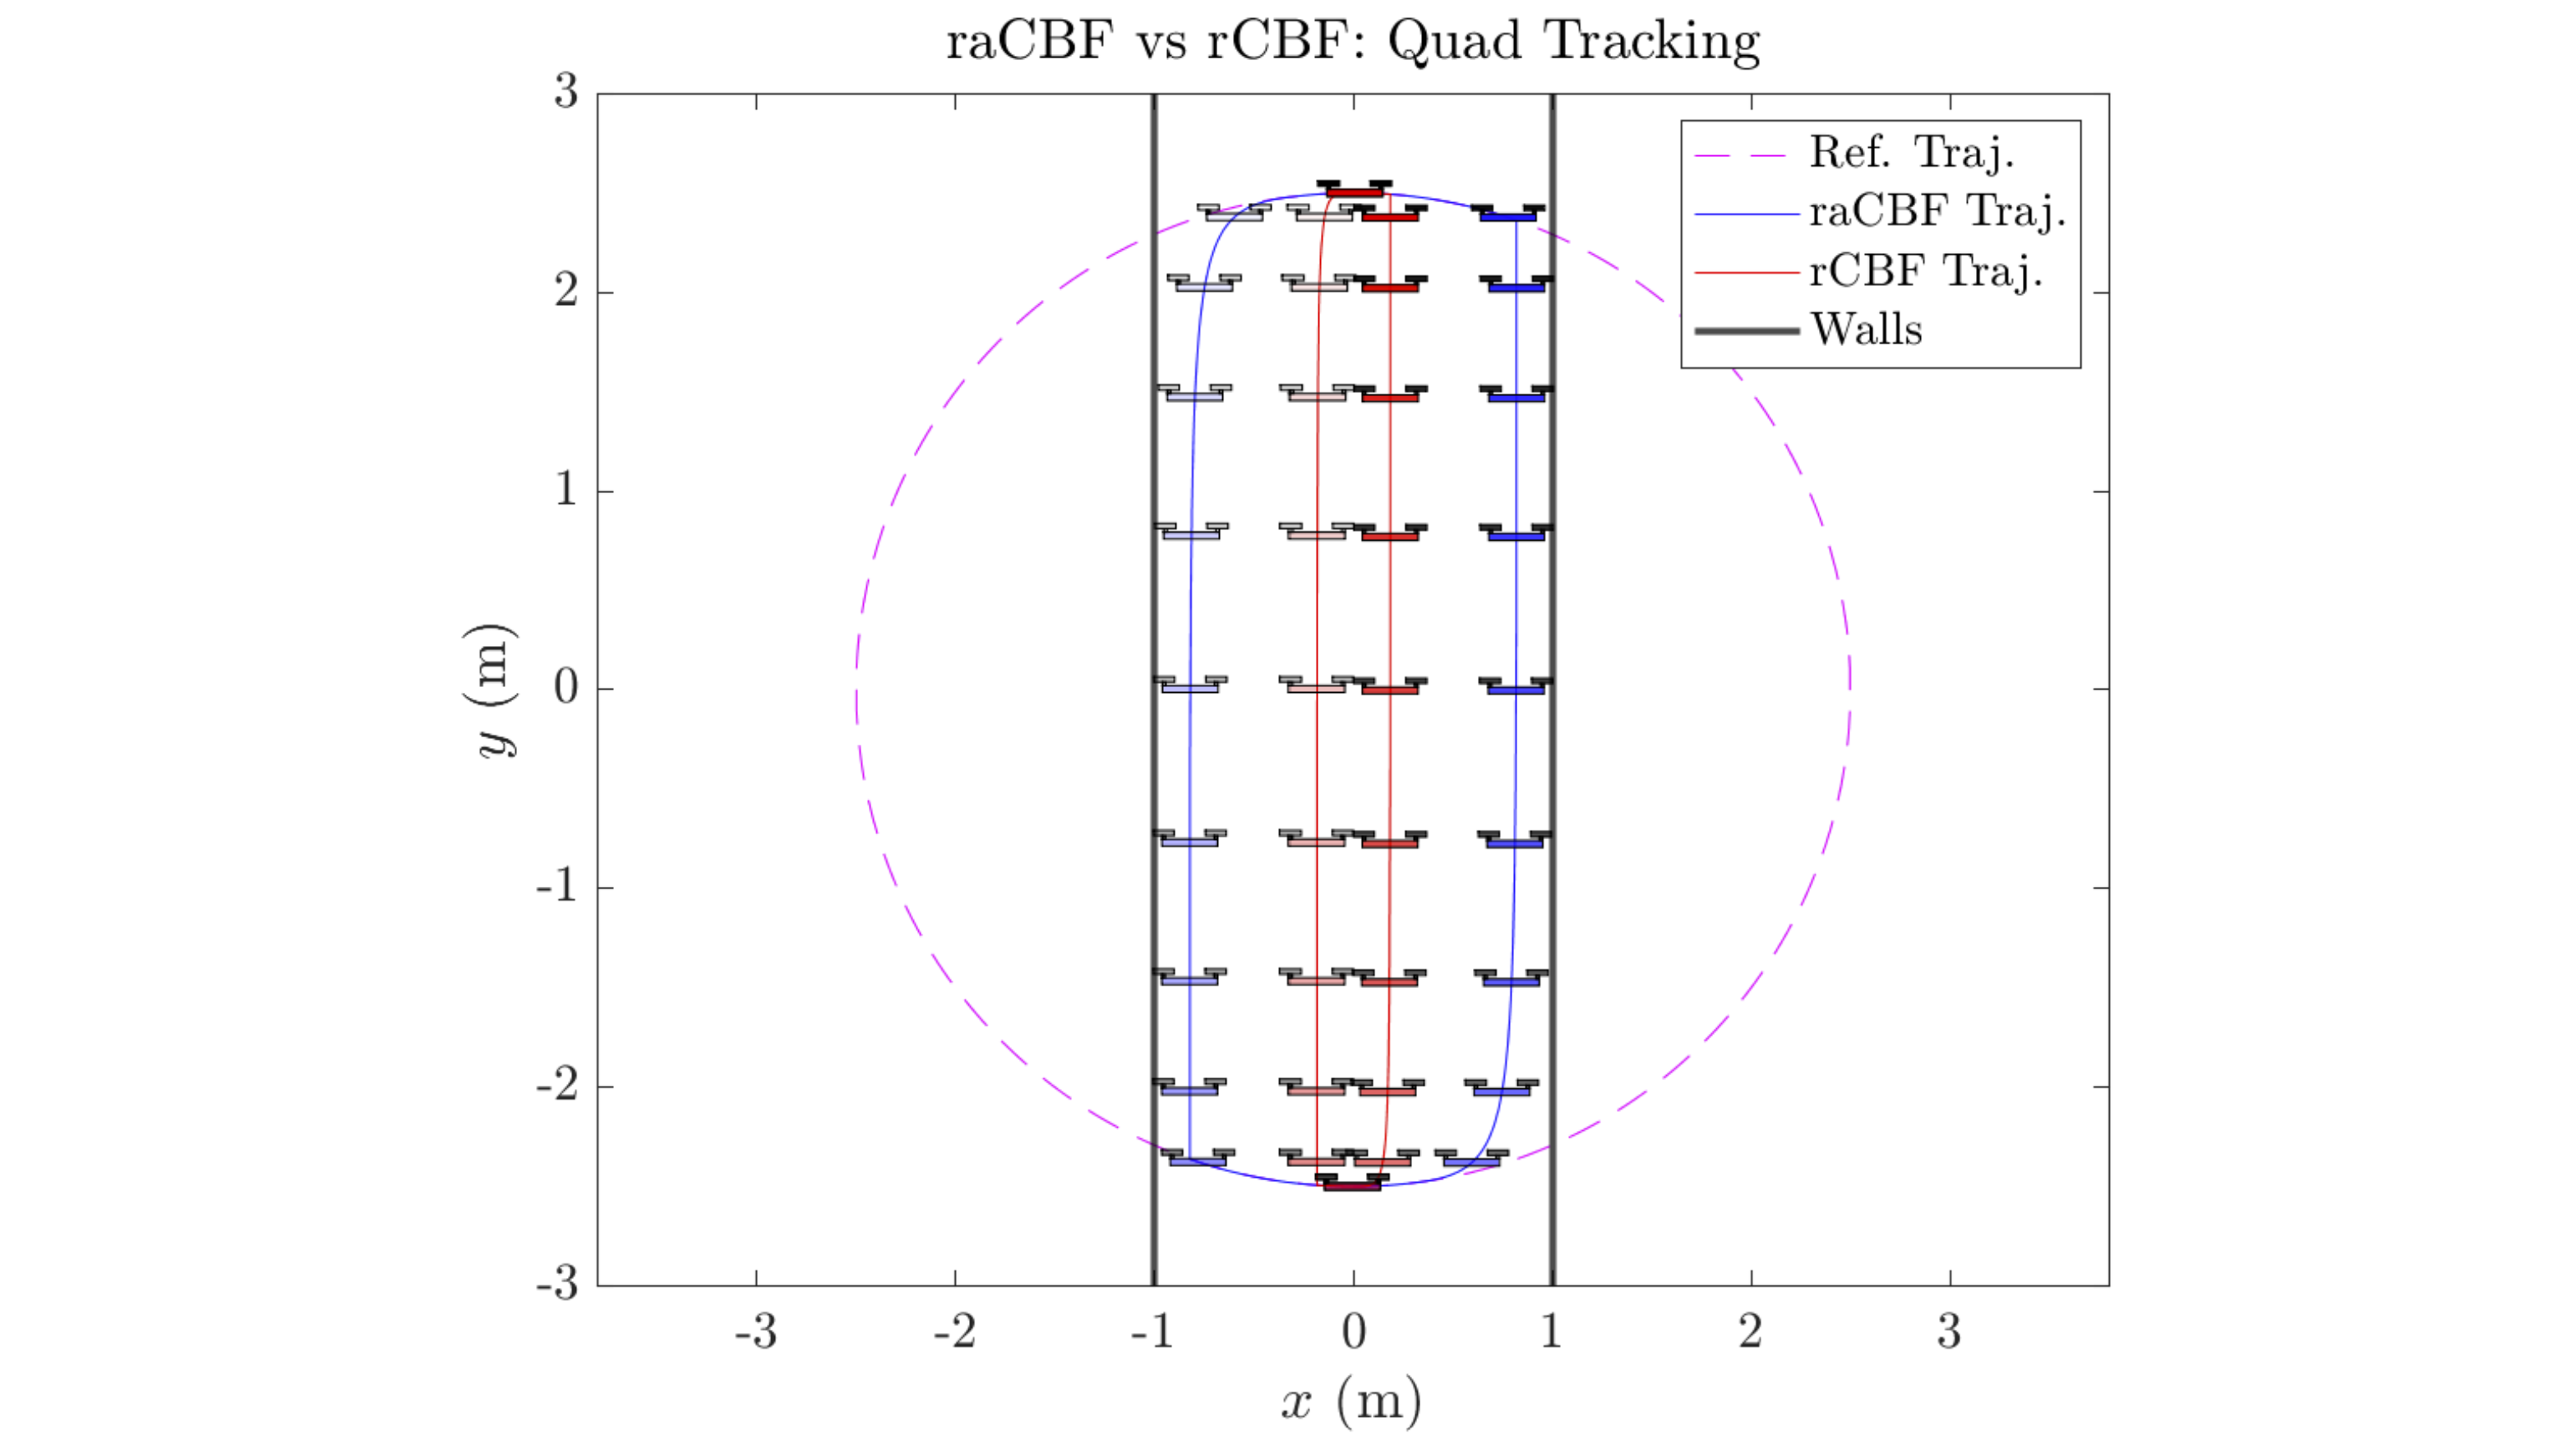 raCBF vs rCBF: Quad Tracking
3
2
1
0
-1
-2
-3
y (m)
Ref. Traj.
raCBF Traj.
rCBF Traj.
Walls
-3 -2 -1 0 1 2 3
x (m)